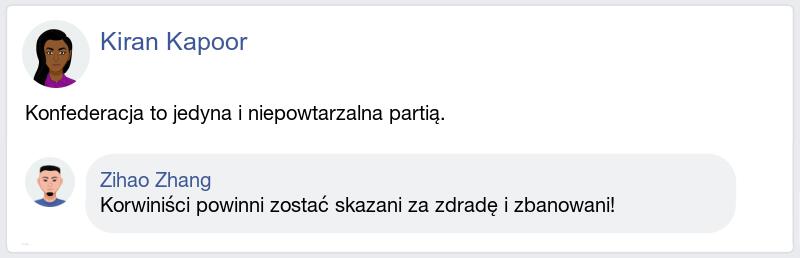 Kiran Kapoor
Konfederacja to jedyna i niepowtarzalna partią.
Zihao Zhang
Korwiniści powinni zostać skazani za zdradę i zbanowani!